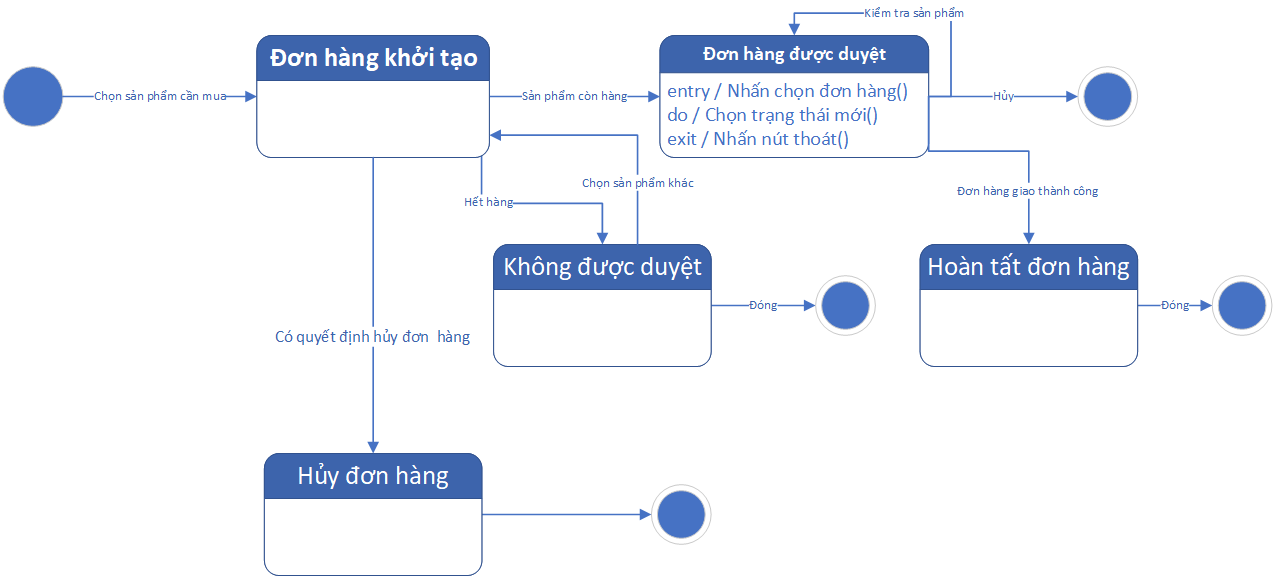 Kiểm tra sản phẩm
Đơn hàng khởi tạo
Đơn hàng được duyệt
Chọn sản phẩm cần mua
Sản phẩm còn hàng
entry / Nhấn chọn đơn hàng()
do / Chọn trạng thái mới()
exit / Nhấn nút thoát()
Hủy
Chọn sản phẩm khác
Hết hàng
Đơn hàng giao thành công
Không được duyệt
Hoàn tất đơn hàng
Đóng
Đóng
Có quyết định hủy đơn hàng
Hủy đơn hàng